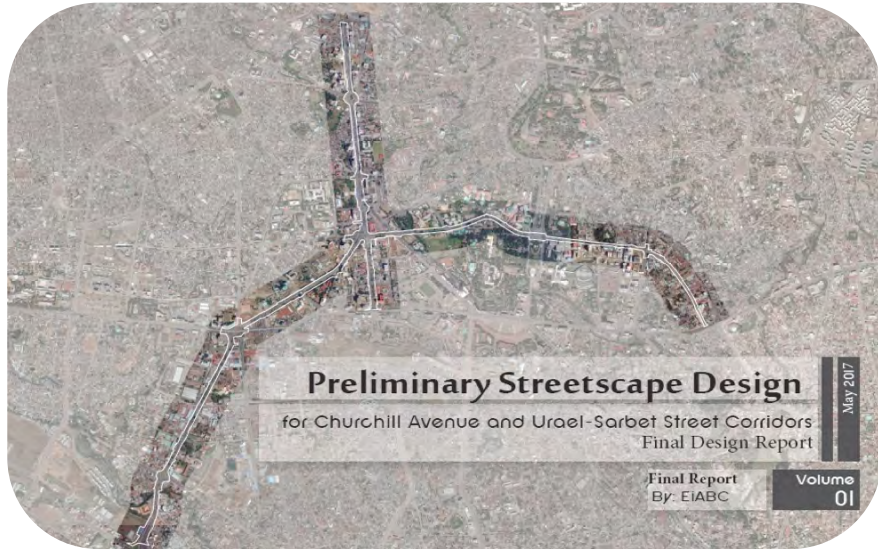 Preliminary Streetscape Design
for Churchill Avenue and Urael-Sarbet Street Corridors
Final Design Report
May 2017
Final Report
By: EiABC
Volume
01